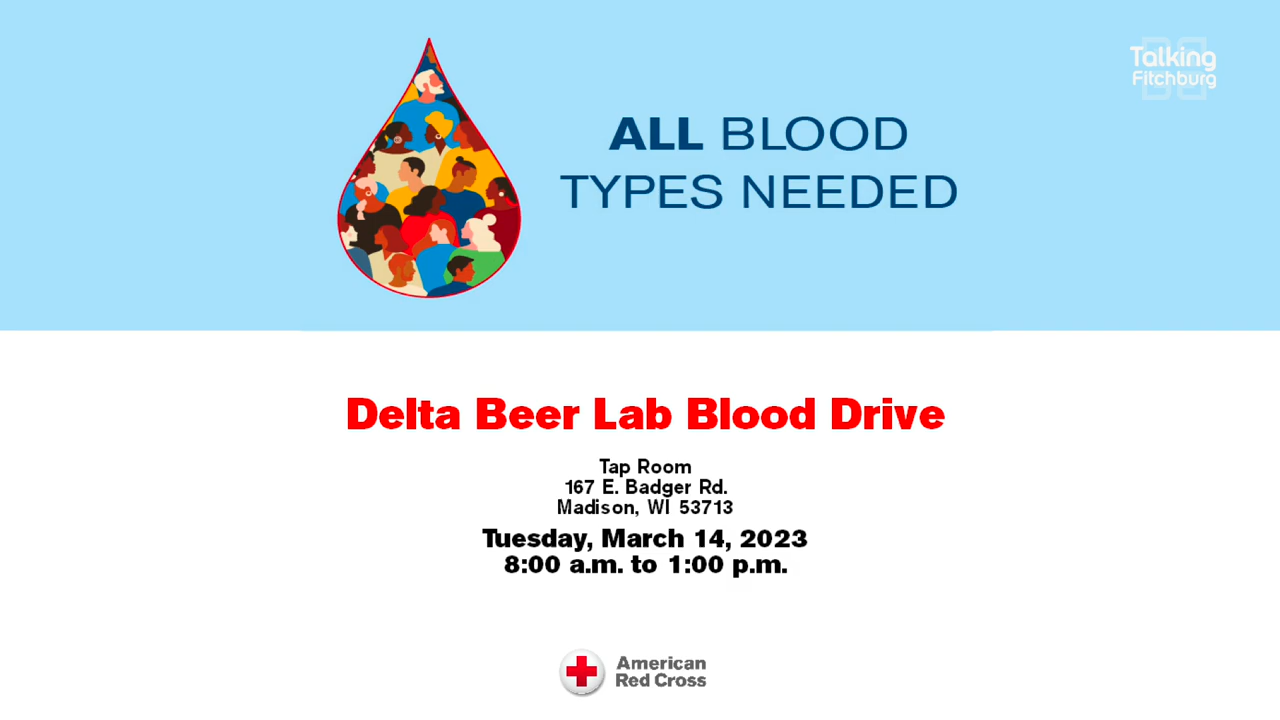 Talking
Fitchburg
ALL BLOOD
TYPES NEEDED
Delta Beer Lab Blood Drive
Tap Room
167 E. Badger Rd.
Madison, WI 53713
Tuesday, March 14, 2023
8:00 a.m. to 1:00 p.m.
American
Red Cross